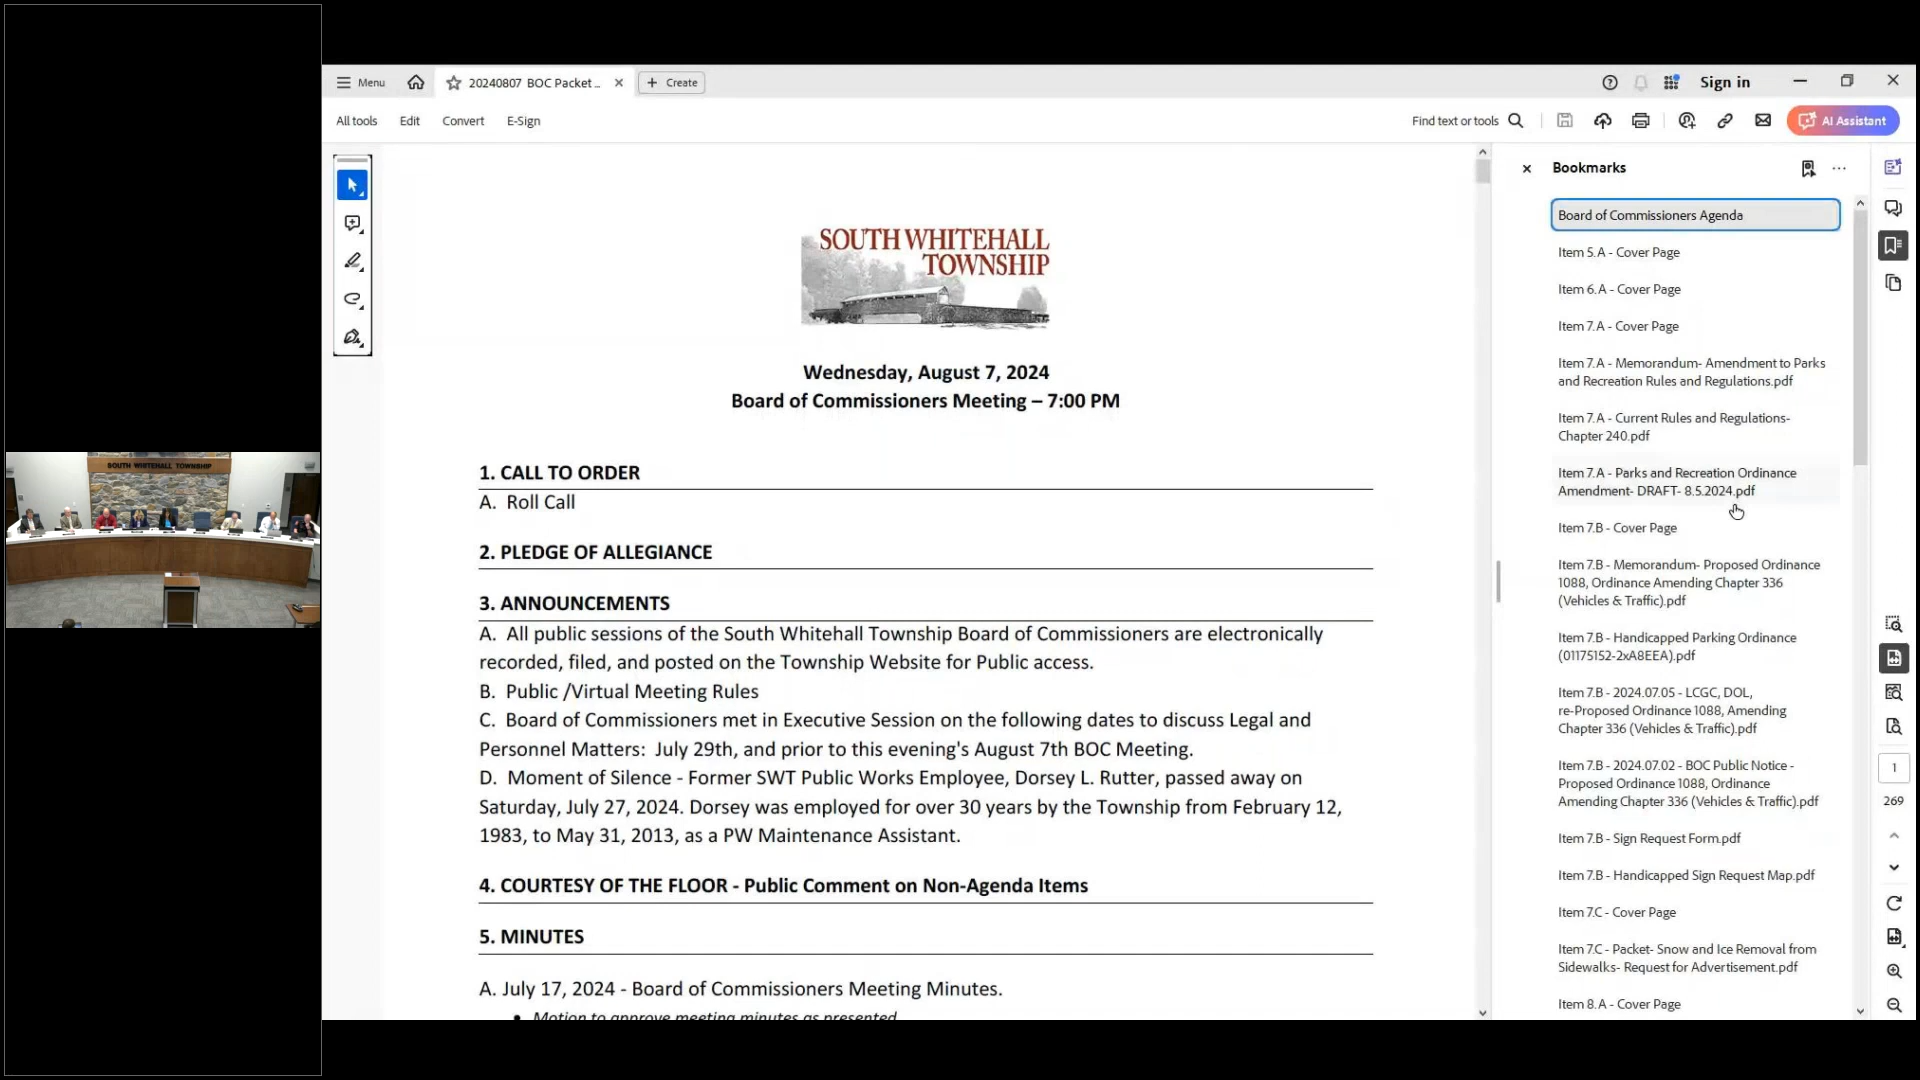 SOUTH WHITEHALL TOWNSHIP
Menu
20240807 BOC Packet ...
Create
Sign in
All tools
Edit
Convert
E-Sign
Find text or tools
AI Assistant
SOUTH WHITEHALL
TOWNSHIP
Wednesday, August 7, 2024
Board of Commissioners Meeting – 7:00 PM
1. CALL TO ORDER
A. Roll Call
2. PLEDGE OF ALLEGIANCE
3. ANNOUNCEMENTS
A. All public sessions of the South Whitehall Township Board of Commissioners are electronically
recorded, filed, and posted on the Township Website for Public access.
B. Public /Virtual Meeting Rules
C. Board of Commissioners met in Executive Session on the following dates to discuss Legal and
Personnel Matters: July 29th, and prior to this evening's August 7th BOC Meeting.
D. Moment of Silence - Former SWT Public Works Employee, Dorsey L. Rutter, passed away on
Saturday, July 27, 2024. Dorsey was employed for over 30 years by the Township from February 12,
1983, to May 31, 2013, as a PW Maintenance Assistant.
4. COURTESY OF THE FLOOR - Public Comment on Non-Agenda Items
5. MINUTES
A. July 17, 2024 - Board of Commissioners Meeting Minutes.
• Motion to approve meeting minutes as presented
Bookmarks
Board of Commissioners Agenda
Item 5.A - Cover Page
Item 6.A - Cover Page
Item 7.A - Cover Page
Item 7.A - Memorandum- Amendment to Parks
and Recreation Rules and Regulations.pdf
Item 7.A - Current Rules and Regulations-
Chapter 240.pdf
Item 7.A - Parks and Recreation Ordinance
Amendment- DRAFT- 8.5.2024.pdf
Item 7.B - Cover Page
Item 7.B - Memorandum- Proposed Ordinance
1088, Ordinance Amending Chapter 336
(Vehicles & Traffic).pdf
Item 7.B - Handicapped Parking Ordinance
(01175152-2xA8EEA).pdf
Item 7.B - 2024.07.05 - LCGC, DOL,
re-Proposed Ordinance 1088, Amending
Chapter 336 (Vehicles & Traffic).pdf
Item 7.B - 2024.07.02 - BOC Public Notice -
Proposed Ordinance 1088, Ordinance
Amending Chapter 336 (Vehicles & Traffic).pdf
Item 7.B - Sign Request Form.pdf
Item 7.B - Handicapped Sign Request Map.pdf
Item 7.C - Cover Page
Item 7.C - Packet- Snow and Ice Removal from
Sidewalks- Request for Advertisement.pdf
Item 8.A - Cover Page
1
269